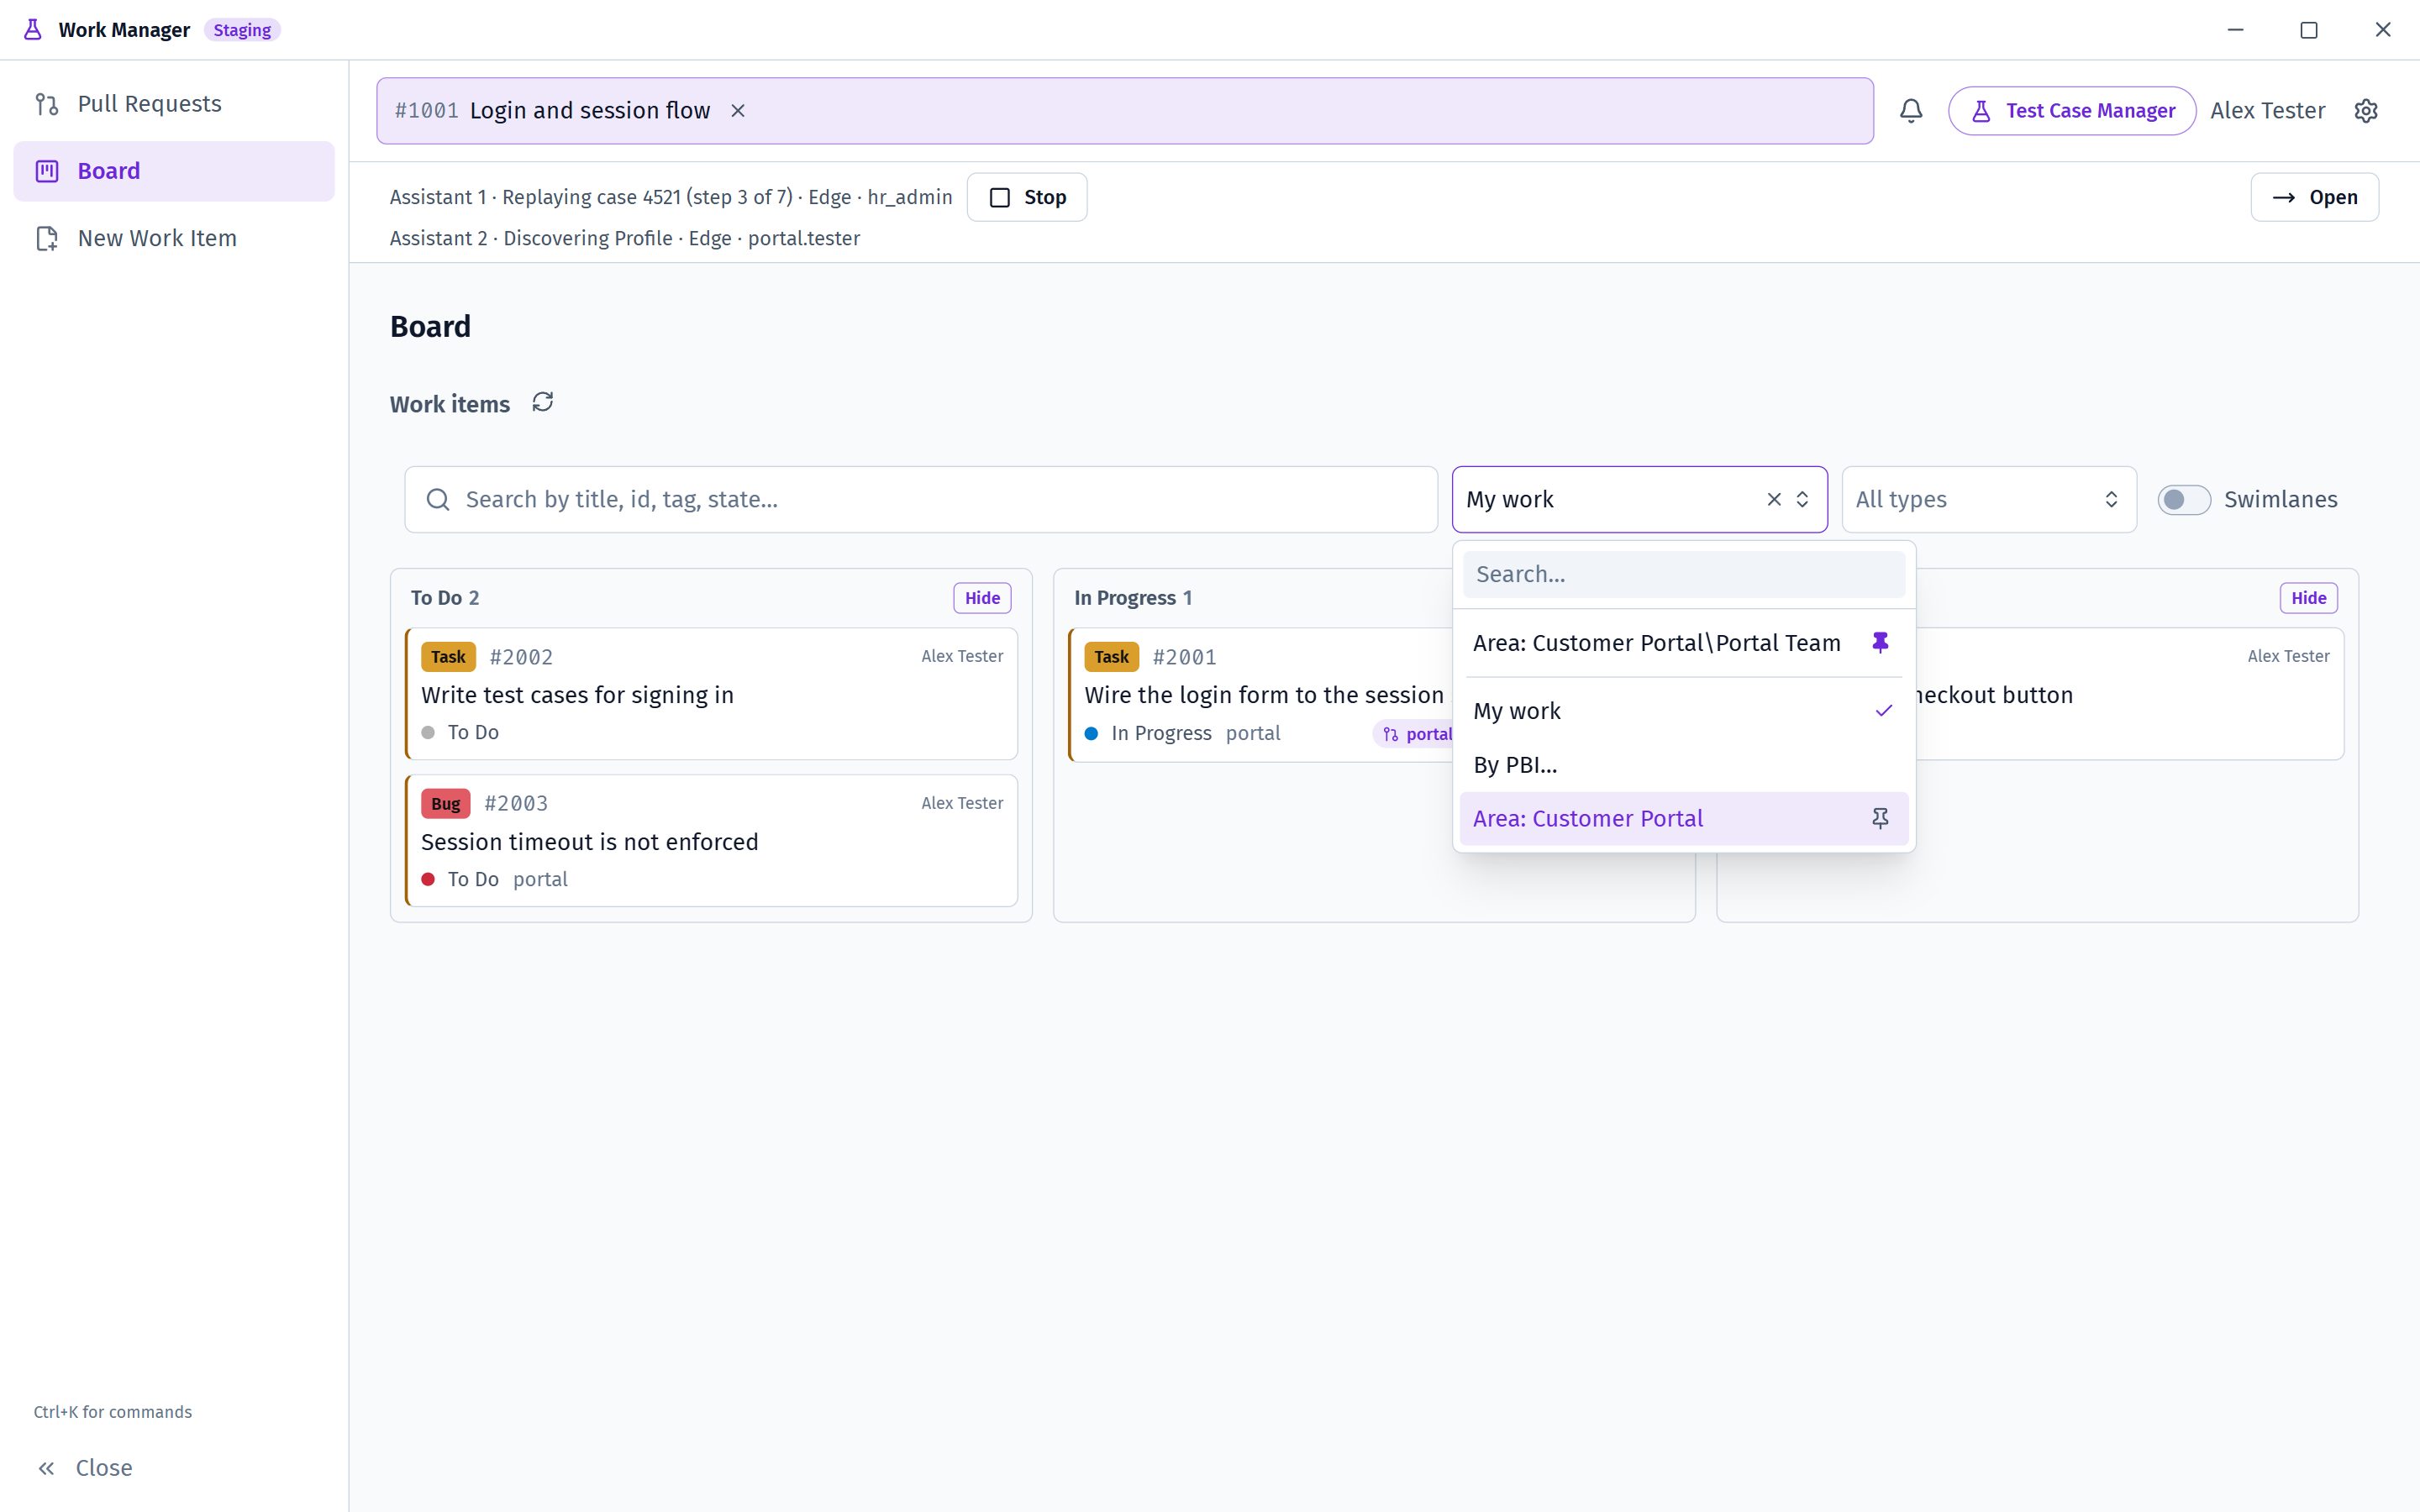 Work Manager Staging
Pull Requests
Board
New Work Item
#1001 Login and session flow
Test Case Manager
Alex Tester
Assistant 1 · Replaying case 4521 (step 3 of 7) · Edge · hr_admin
Stop
Open
Assistant 2 · Discovering Profile · Edge · portal.tester
Board
Work items
Search by title, id, tag, state...
My work
All types
Swimlanes
To Do 2
Hide
Task #2002
Alex Tester
Write test cases for signing in
To Do
Bug #2003
Alex Tester
Session timeout is not enforced
To Do portal
In Progress 1
Task #2001
Wire the login form to the session
In Progress portal
portal
Search...
Area: Customer Portal\Portal Team
My work
By PBI...
Area: Customer Portal
Hide
Alex Tester
button
Ctrl+K for commands
Close